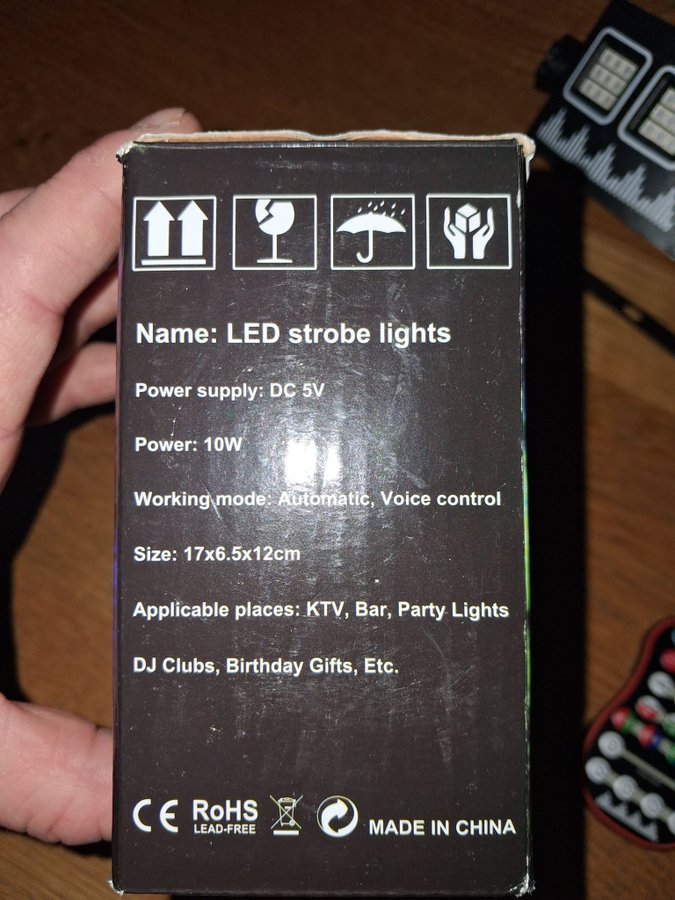 Name: LED strobe lights
Power supply: DC 5V
Power: 10W
Working mode: Automatic, Voice control
Size: 17x6.5x12cm
Applicable places: KTV, Bar, Party Lights
DJ Clubs, Birthday Gifts, Etc.
CE RoHS
LEAD-FREE
MADE IN CHINA